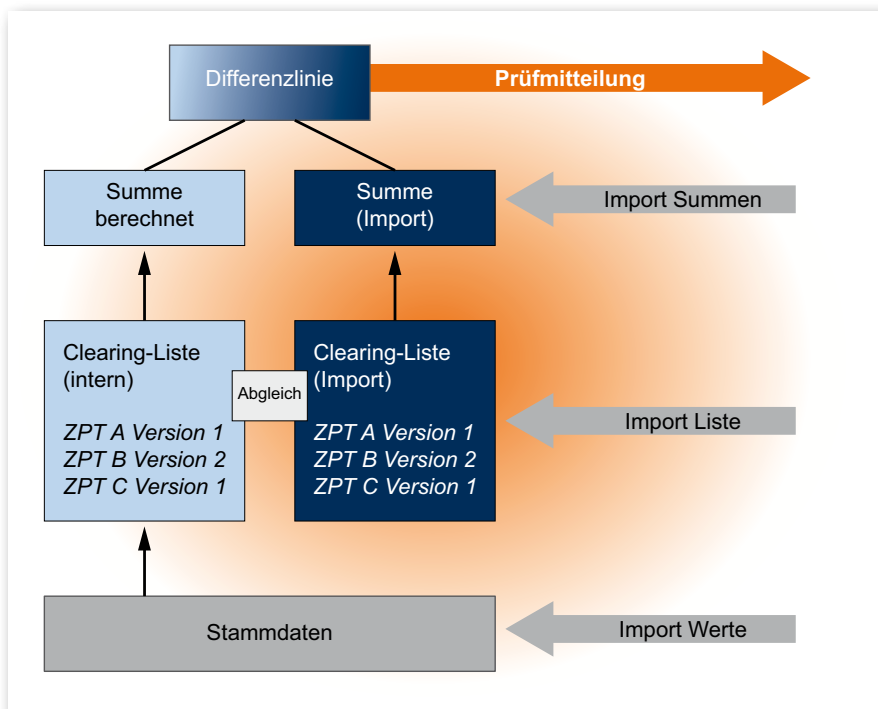 Differenzlinie
Prüfmitteilung
Summe
berechnet
Summe
(Import)
Import Summen
Clearing-Liste
(intern)
ZPT A Version 1
ZPT B Version 2
ZPT C Version 1
Abgleich
Clearing-Liste
(Import)
ZPT A Version 1
ZPT B Version 2
ZPT C Version 1
Import Liste
Stammdaten
Import Werte